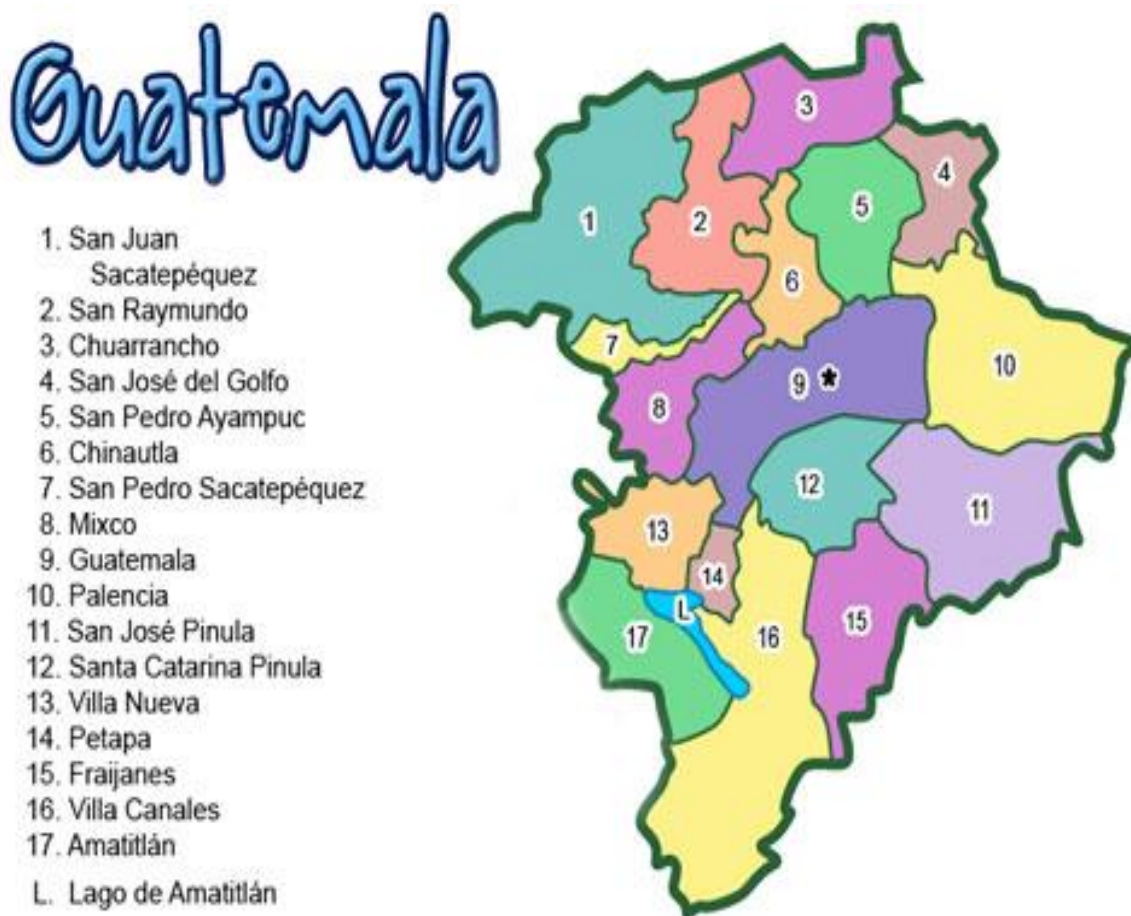 Guatemala
1. San Juan
Sacatepéquez
2. San Raymundo
3. Chuarrancho
4. San José del Golfo
5. San Pedro Ayampuc
6. Chinautla
7. San Pedro Sacatepéquez
8. Mixco
9. Guatemala
10. Palencia
11. San José Pinula
12. Santa Catarina Pinula
13. Villa Nueva
14. Petapa
15. Fraijanes
16. Villa Canales
17. Amatitlán
L. Lago de Amatitlán
3
4
5
1
2
6
7
10
9 *
8
12
11
13
14
L
15
17
16